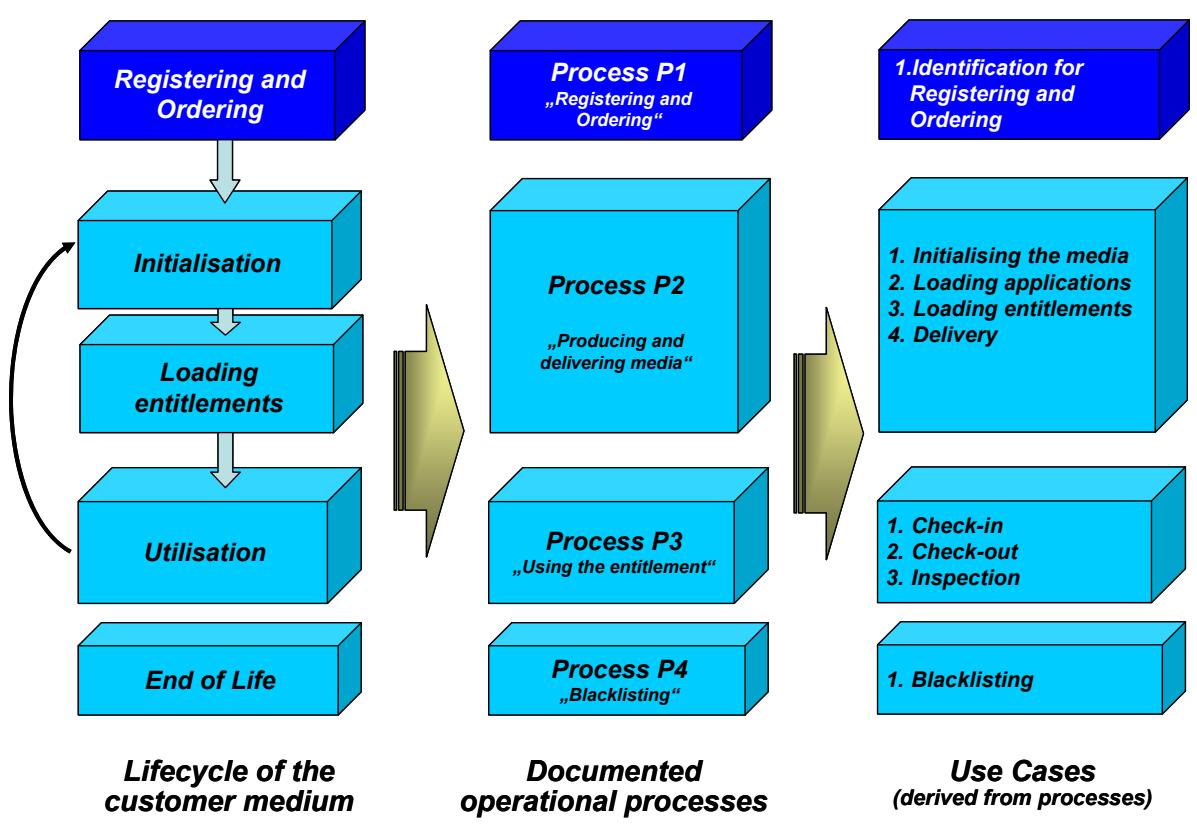 Registering and
Ordering
Initialisation
Loading
entitlements
Utilisation
End of Life
Lifecycle of the
customer medium
Process P1
„Registering and
Ordering“
Process P2
„Producing and
delivering media“
Process P3
„Using the entitlement“
Process P4
„Blacklisting“
Documented
operational processes
1.Identification for
Registering and
Ordering
1. Initialising the media
2. Loading applications
3. Loading entitlements
4. Delivery
1. Check-in
2. Check-out
3. Inspection
1. Blacklisting
Use Cases
(derived from processes)